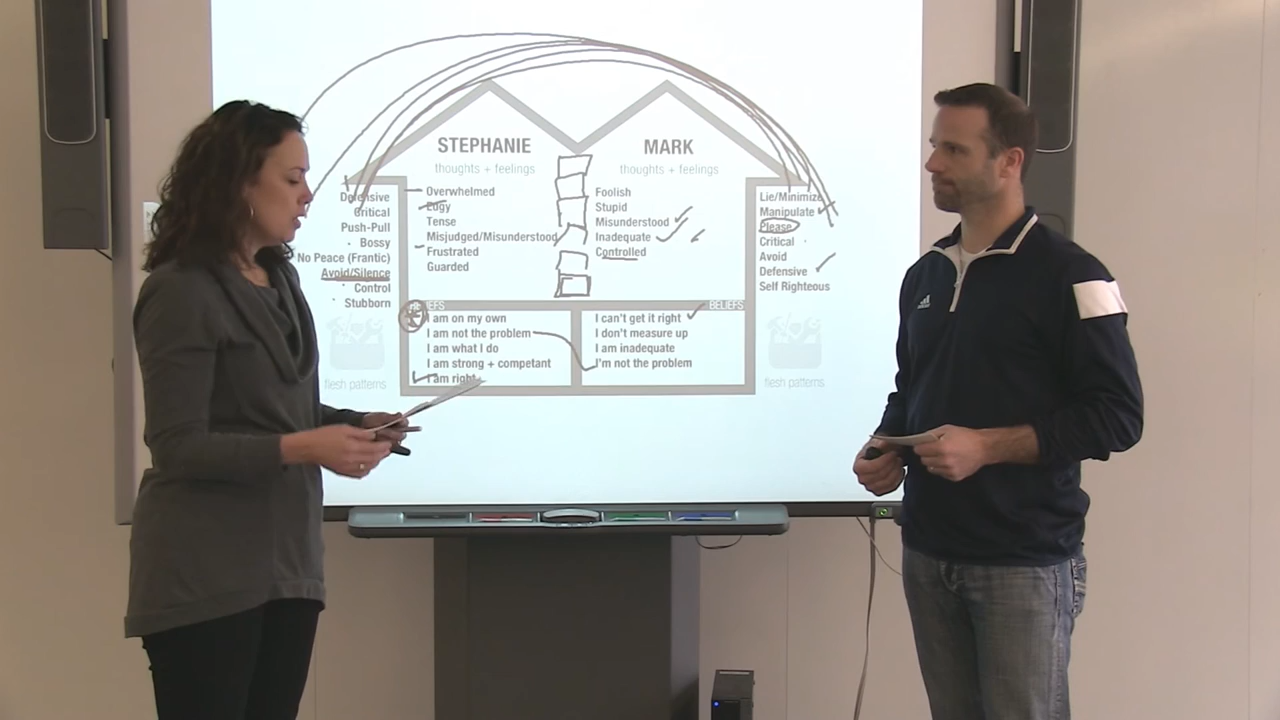 STEPHANIE
thoughts + feelings
MARK
thoughts + feelings
Defensive
Critical
Push-Pull
Bossy
No Peace (Frantic)
Avoid/Silence
Control
Stubborn
flesh patterns
Overwhelmed
Edgy
Tense
Misjudged/Misunderstood
Frustrated
Guarded
Foolish
Stupid
Misunderstood
Inadequate
Controlled
Lie/Minimize
Manipulate
Please
Critical
Avoid
Defensive
Self Righteous
flesh patterns
I am on my own
I am not the problem
I am what I do
I am strong + competant
I am right
BELIEFS
I can't get it right
I don't measure up
I am inadequate
I'm not the problem